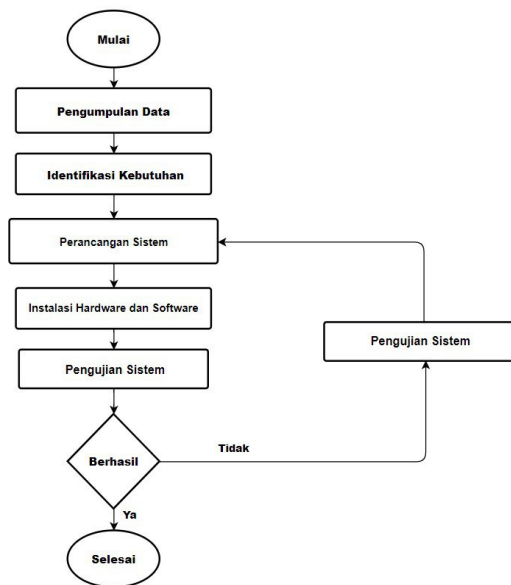 Mulai
Pengumpulan Data
Identifikasi Kebutuhan
Perancangan Sistem
Instalasi Hardware dan Software
Pengujian Sistem
Pengujian Sistem
Berhasil
Tidak
Ya
Selesai